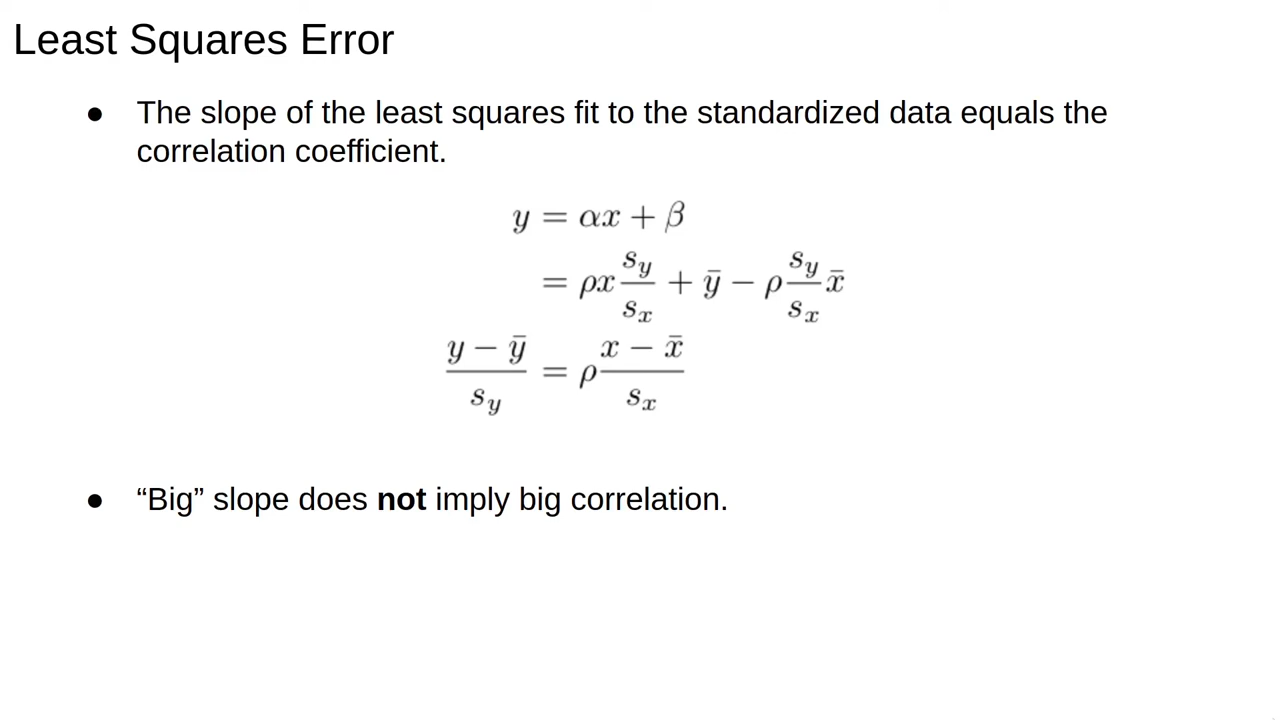 Least Squares Error
● The slope of the least squares fit to the standardized data equals the
correlation coefficient.
y = αx + β
= ρx s_y/s_x + ȳ − ρ s_y/s_x x̄
(y − ȳ)/s_y = ρ (x − x̄)/s_x
● “Big” slope does not imply big correlation.